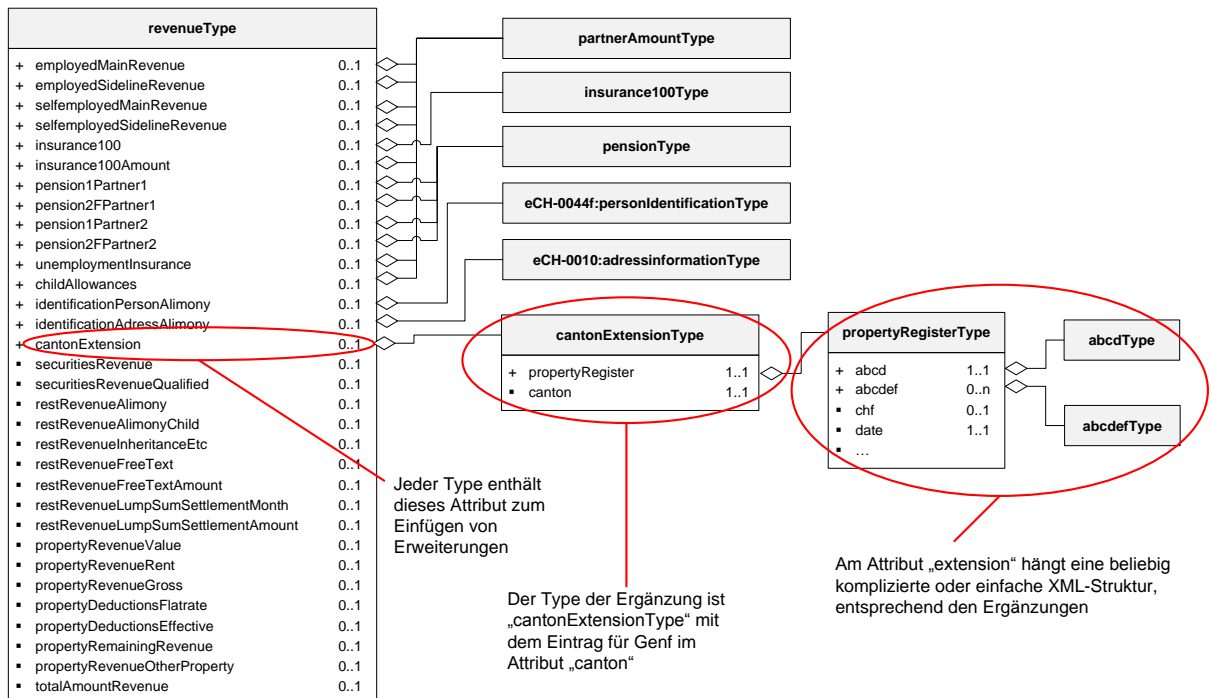 revenueType
+ employedMainRevenue 0..1
+ employedSidelineRevenue 0..1
+ selfemployedMainRevenue 0..1
+ selfemployedSidelineRevenue 0..1
+ insurance100 0..1
+ insurance100Amount 0..1
+ pension1Partner1 0..1
+ pension2FPartner1 0..1
+ pension1Partner2 0..1
+ pension2FPartner2 0..1
+ unemploymentInsurance 0..1
+ childAllowances 0..1
+ identificationPersonAlimony 0..1
+ identificationAdressAlimony 0..1
+ cantonExtension 0..1
▪ securitiesRevenue 0..1
▪ securitiesRevenueQualified 0..1
▪ restRevenueAlimony 0..1
▪ restRevenueAlimonyChild 0..1
▪ restRevenueInheritanceEtc 0..1
▪ restRevenueFreeText 0..1
▪ restRevenueFreeTextAmount 0..1
▪ restRevenueLumpSumSettlementMonth 0..1
▪ restRevenueLumpSumSettlementAmount 0..1
▪ propertyRevenueValue 0..1
▪ propertyRevenueRent 0..1
▪ propertyRevenueGross 0..1
▪ propertyDeductionsFlatrate 0..1
▪ propertyDeductionsEffective 0..1
▪ propertyRemainingRevenue 0..1
▪ propertyRevenueOtherProperty 0..1
▪ totalAmountRevenue 0..1
partnerAmountType
insurance100Type
pensionType
eCH-0044f:personIdentificationType
eCH-0010:adressinformationType
cantonExtensionType
+ propertyRegister 1..1
▪ canton 1..1
propertyRegisterType
+ abcd 1..1
+ abcdef 0..n
▪ chf 0..1
▪ date 1..1
▪ …
abcdType
abcdefType
Jeder Type enthält
dieses Attribut zum
Einfügen von
Erweiterungen
Der Type der Ergänzung ist
„cantonExtensionType“ mit
dem Eintrag für Genf im
Attribut „canton“
Am Attribut „extension“ hängt eine beliebig
komplizierte oder einfache XML-Struktur,
entsprechend den Ergänzungen